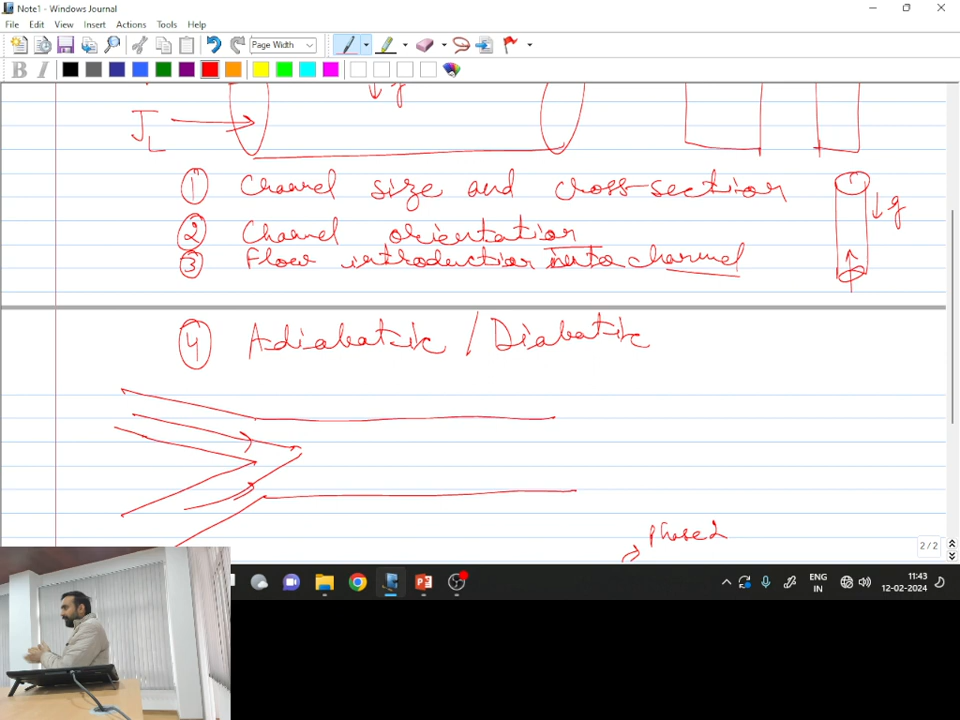 Note1 - Windows Journal
File Edit View Insert Actions Tools Help
Page Width
B I
g
J L
1 Channel size and cross-section
g
2 Channel orientation
3 Flow introduction into channel
4 Adiabatic / Diabatic
Phase 2
2 / 2
ENG
IN
11:43
12-02-2024